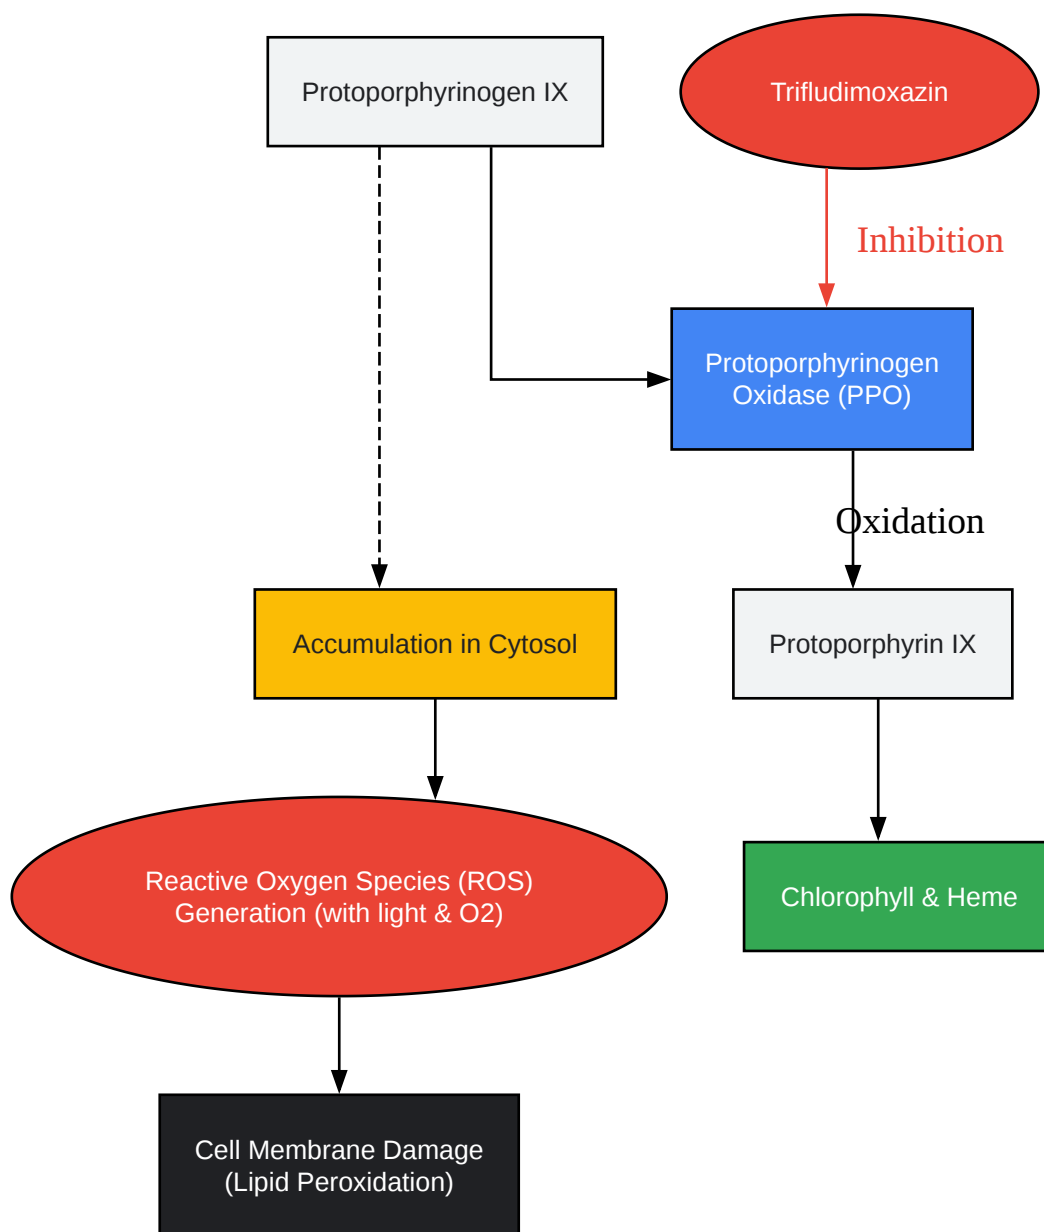 Protoporphyrinogen IX
Trifludimoxazin
Inhibition
Protoporphyrinogen
Oxidase (PPO)
Oxidation
Accumulation in Cytosol
Protoporphyrin IX
Reactive Oxygen Species (ROS)
Generation (with light & O2)
Chlorophyll & Heme
Cell Membrane Damage
(Lipid Peroxidation)